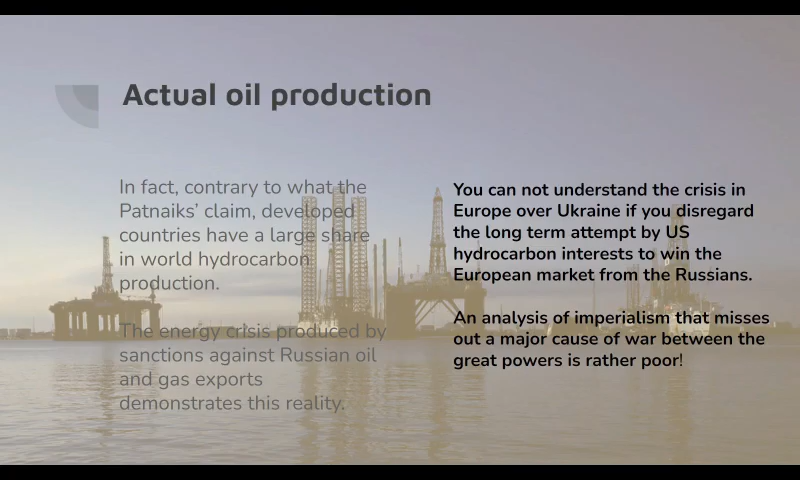 Actual oil production
In fact, contrary to what the
Patnaiks’ claim, developed
countries have a large share
in world hydrocarbon
production.
The energy crisis produced by
sanctions against Russian oil
and gas exports
demonstrates this reality.
You can not understand the crisis in
Europe over Ukraine if you disregard
the long term attempt by US
hydrocarbon interests to win the
European market from the Russians.
An analysis of imperialism that misses
out a major cause of war between the
great powers is rather poor!